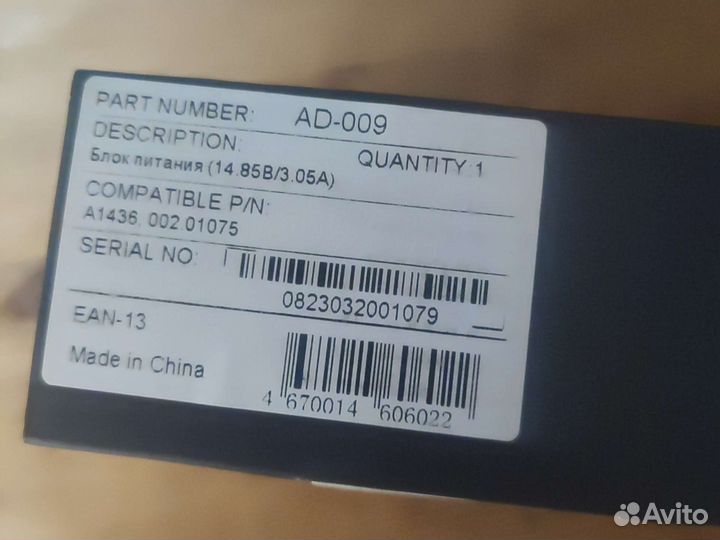 PART NUMBER: AD-009
DESCRIPTION: QUANTITY:1
Блок питания (14.85В/3.05А)
COMPATIBLE P/N:
A1436, 002.01075
SERIAL NO:
0823032001079
EAN-13
Made in China
4 670014 606022
Avito